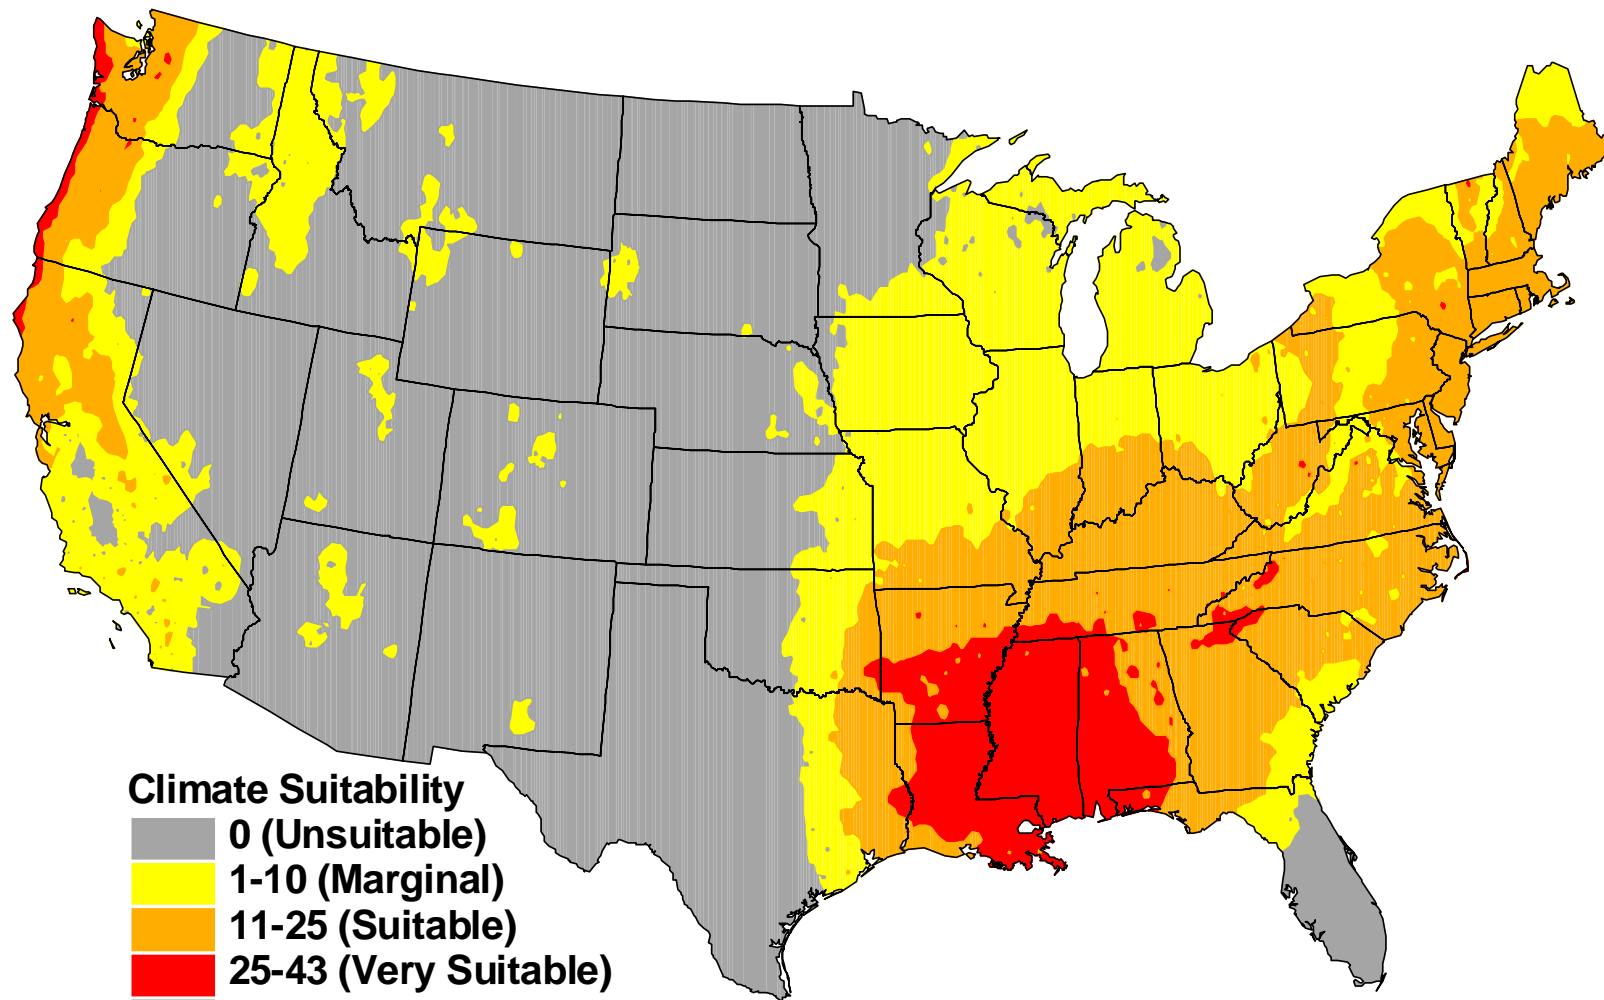 Climate Suitability
0 (Unsuitable)
1-10 (Marginal)
11-25 (Suitable)
25-43 (Very Suitable)